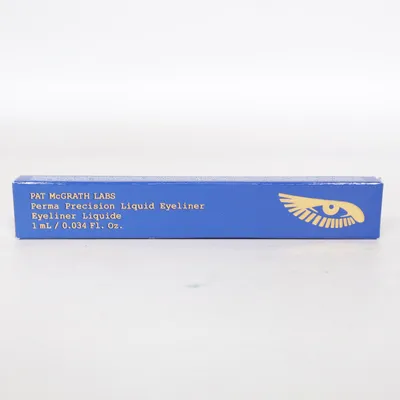 PAT McGRATH LABS
Perma Precision Liquid Eyeliner
Eyeliner Liquide
1 mL / 0.034 Fl. Oz.